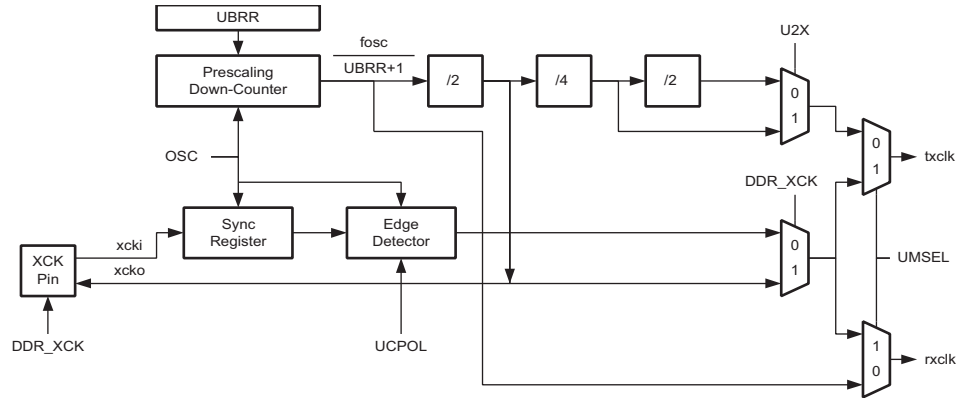 UBRR
U2X
fosc
UBRR+1
Prescaling
Down-Counter
/2
/4
/2
0
1
OSC
0
1
txclk
DDR_XCK
Sync
Register
Edge
Detector
0
1
UMSEL
XCK
Pin
xcki
xcko
DDR_XCK
UCPOL
1
0
rxclk